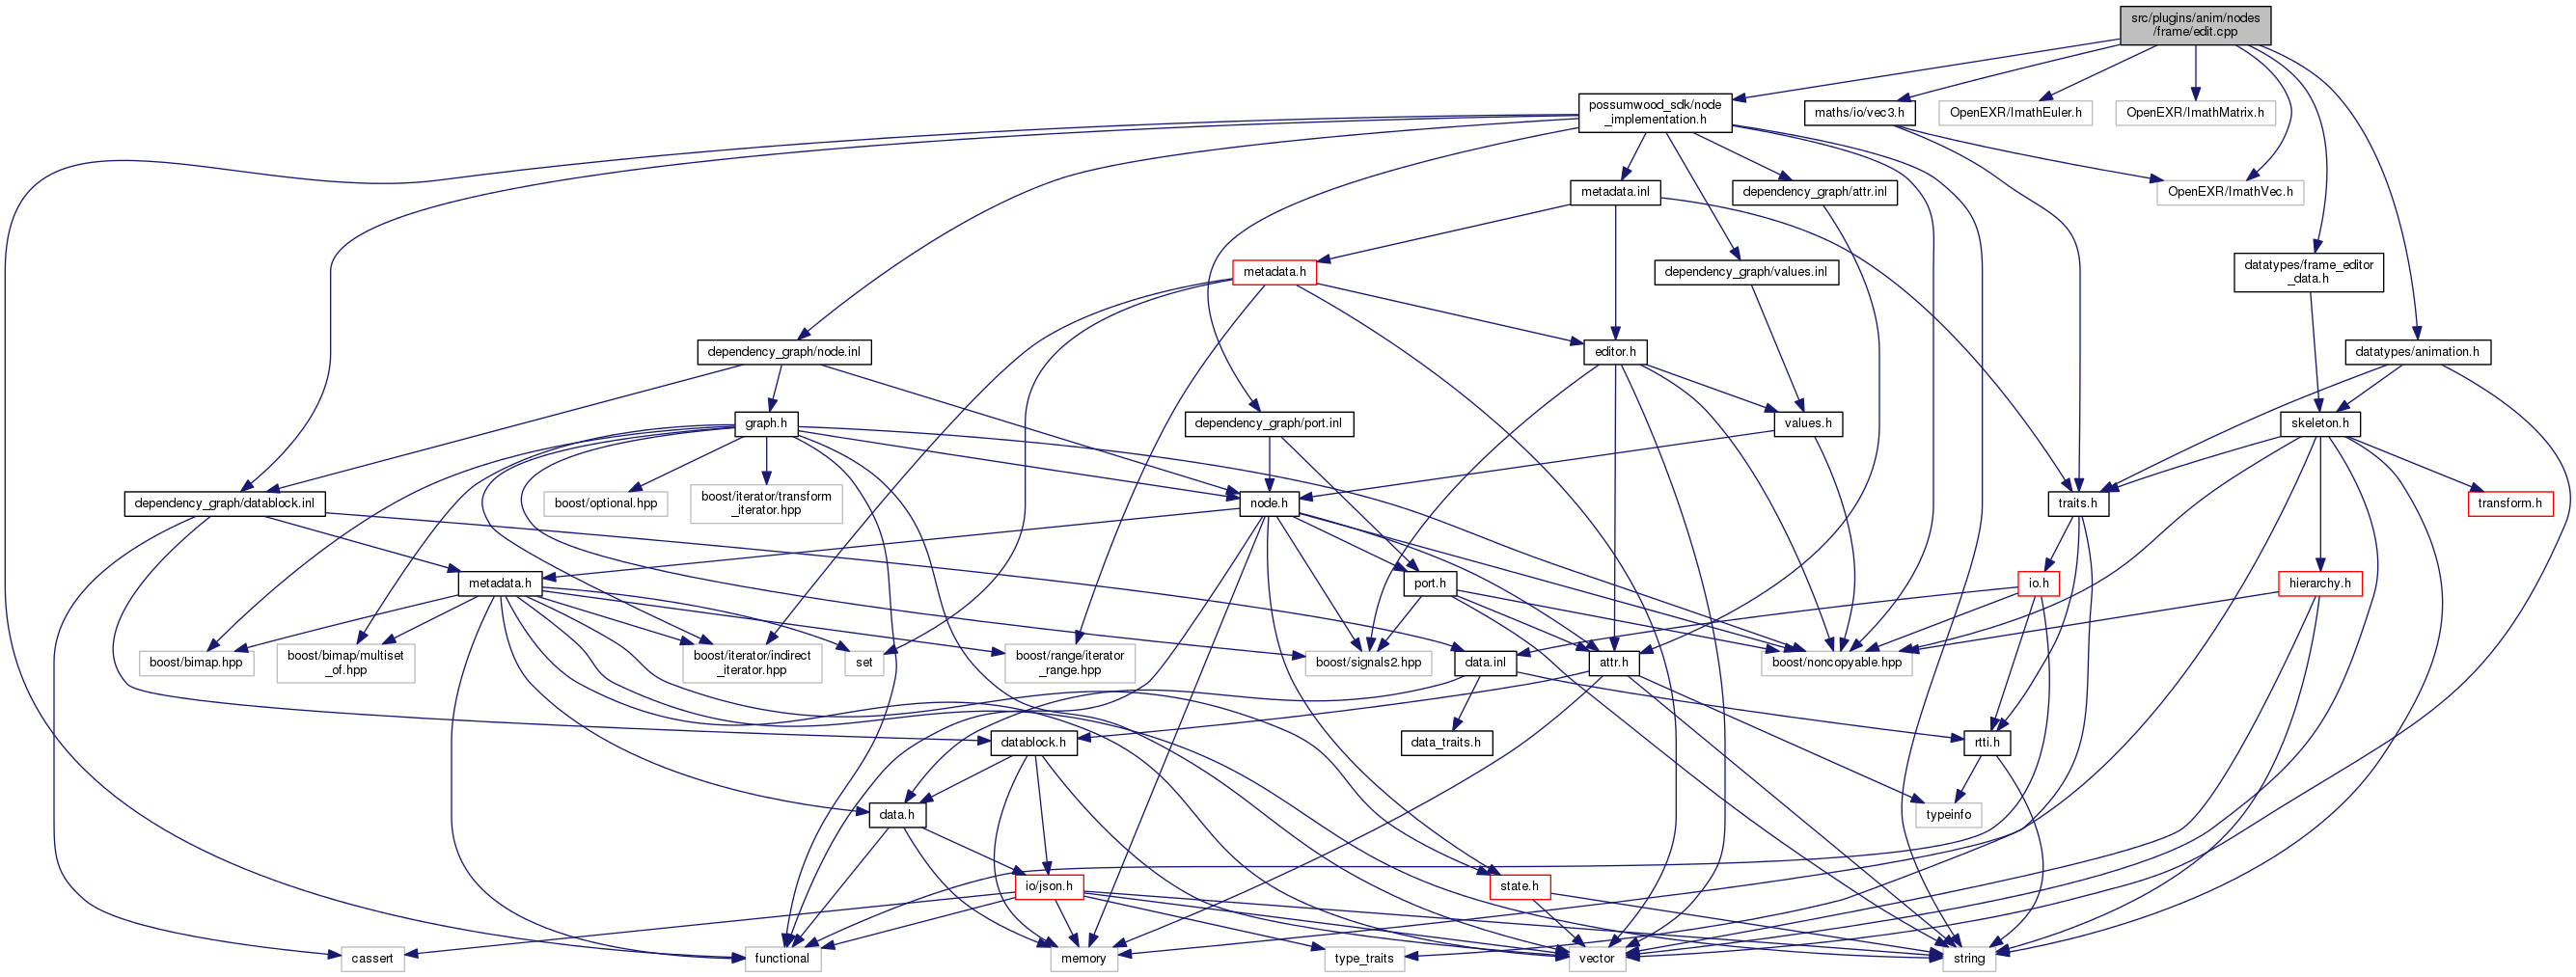 src/plugins/anim/nodes
/frame/edit.cpp
possumwood_sdk/node
_implementation.h
maths/io/vec3.h
OpenEXR/ImathEuler.h
OpenEXR/ImathMatrix.h
metadata.inl
dependency_graph/attr.inl
OpenEXR/ImathVec.h
metadata.h
dependency_graph/values.inl
datatypes/frame_editor
_data.h
dependency_graph/node.inl
editor.h
datatypes/animation.h
graph.h
dependency_graph/port.inl
values.h
skeleton.h
dependency_graph/datablock.inl
boost/optional.hpp
boost/iterator/transform
_iterator.hpp
node.h
traits.h
transform.h
metadata.h
port.h
io.h
hierarchy.h
boost/bimap.hpp
boost/bimap/multiset
_of.hpp
boost/iterator/indirect
_iterator.hpp
set
boost/range/iterator
_range.hpp
boost/signals2.hpp
data.inl
attr.h
boost/noncopyable.hpp
datablock.h
data_traits.h
rtti.h
data.h
typeinfo
io/json.h
state.h
cassert
functional
memory
type_traits
vector
string